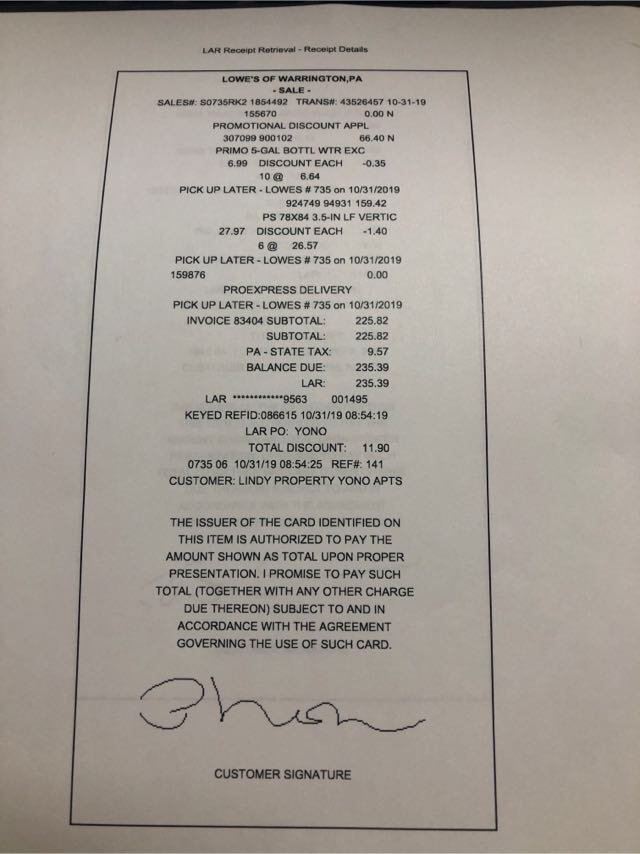 LAR Receipt Retrieval - Receipt Details
LOWE'S OF WARRINGTON,PA
- SALE -
SALES#: S0735RK2 1854492 TRANS#: 43526457 10-31-19
155670 0.00 N
PROMOTIONAL DISCOUNT APPL
307099 900102 66.40 N
PRIMO 5-GAL BOTTL WTR EXC
6.99 DISCOUNT EACH -0.35
10 @ 6.64
PICK UP LATER - LOWES # 735 on 10/31/2019
924749 94931 159.42
PS 78X84 3.5-IN LF VERTIC
27.97 DISCOUNT EACH -1.40
6 @ 26.57
PICK UP LATER - LOWES # 735 on 10/31/2019
159876 0.00
PROEXPRESS DELIVERY
PICK UP LATER - LOWES # 735 on 10/31/2019
INVOICE 83404 SUBTOTAL: 225.82
SUBTOTAL: 225.82
PA - STATE TAX: 9.57
BALANCE DUE: 235.39
LAR: 235.39
LAR ************9563 001495
KEYED REFID:086615 10/31/19 08:54:19
LAR PO: YONO
TOTAL DISCOUNT: 11.90
0735 06 10/31/19 08:54:25 REF#: 141
CUSTOMER: LINDY PROPERTY YONO APTS
THE ISSUER OF THE CARD IDENTIFIED ON
THIS ITEM IS AUTHORIZED TO PAY THE
AMOUNT SHOWN AS TOTAL UPON PROPER
PRESENTATION. I PROMISE TO PAY SUCH
TOTAL (TOGETHER WITH ANY OTHER CHARGE
DUE THEREON) SUBJECT TO AND IN
ACCORDANCE WITH THE AGREEMENT
GOVERNING THE USE OF SUCH CARD.
CUSTOMER SIGNATURE